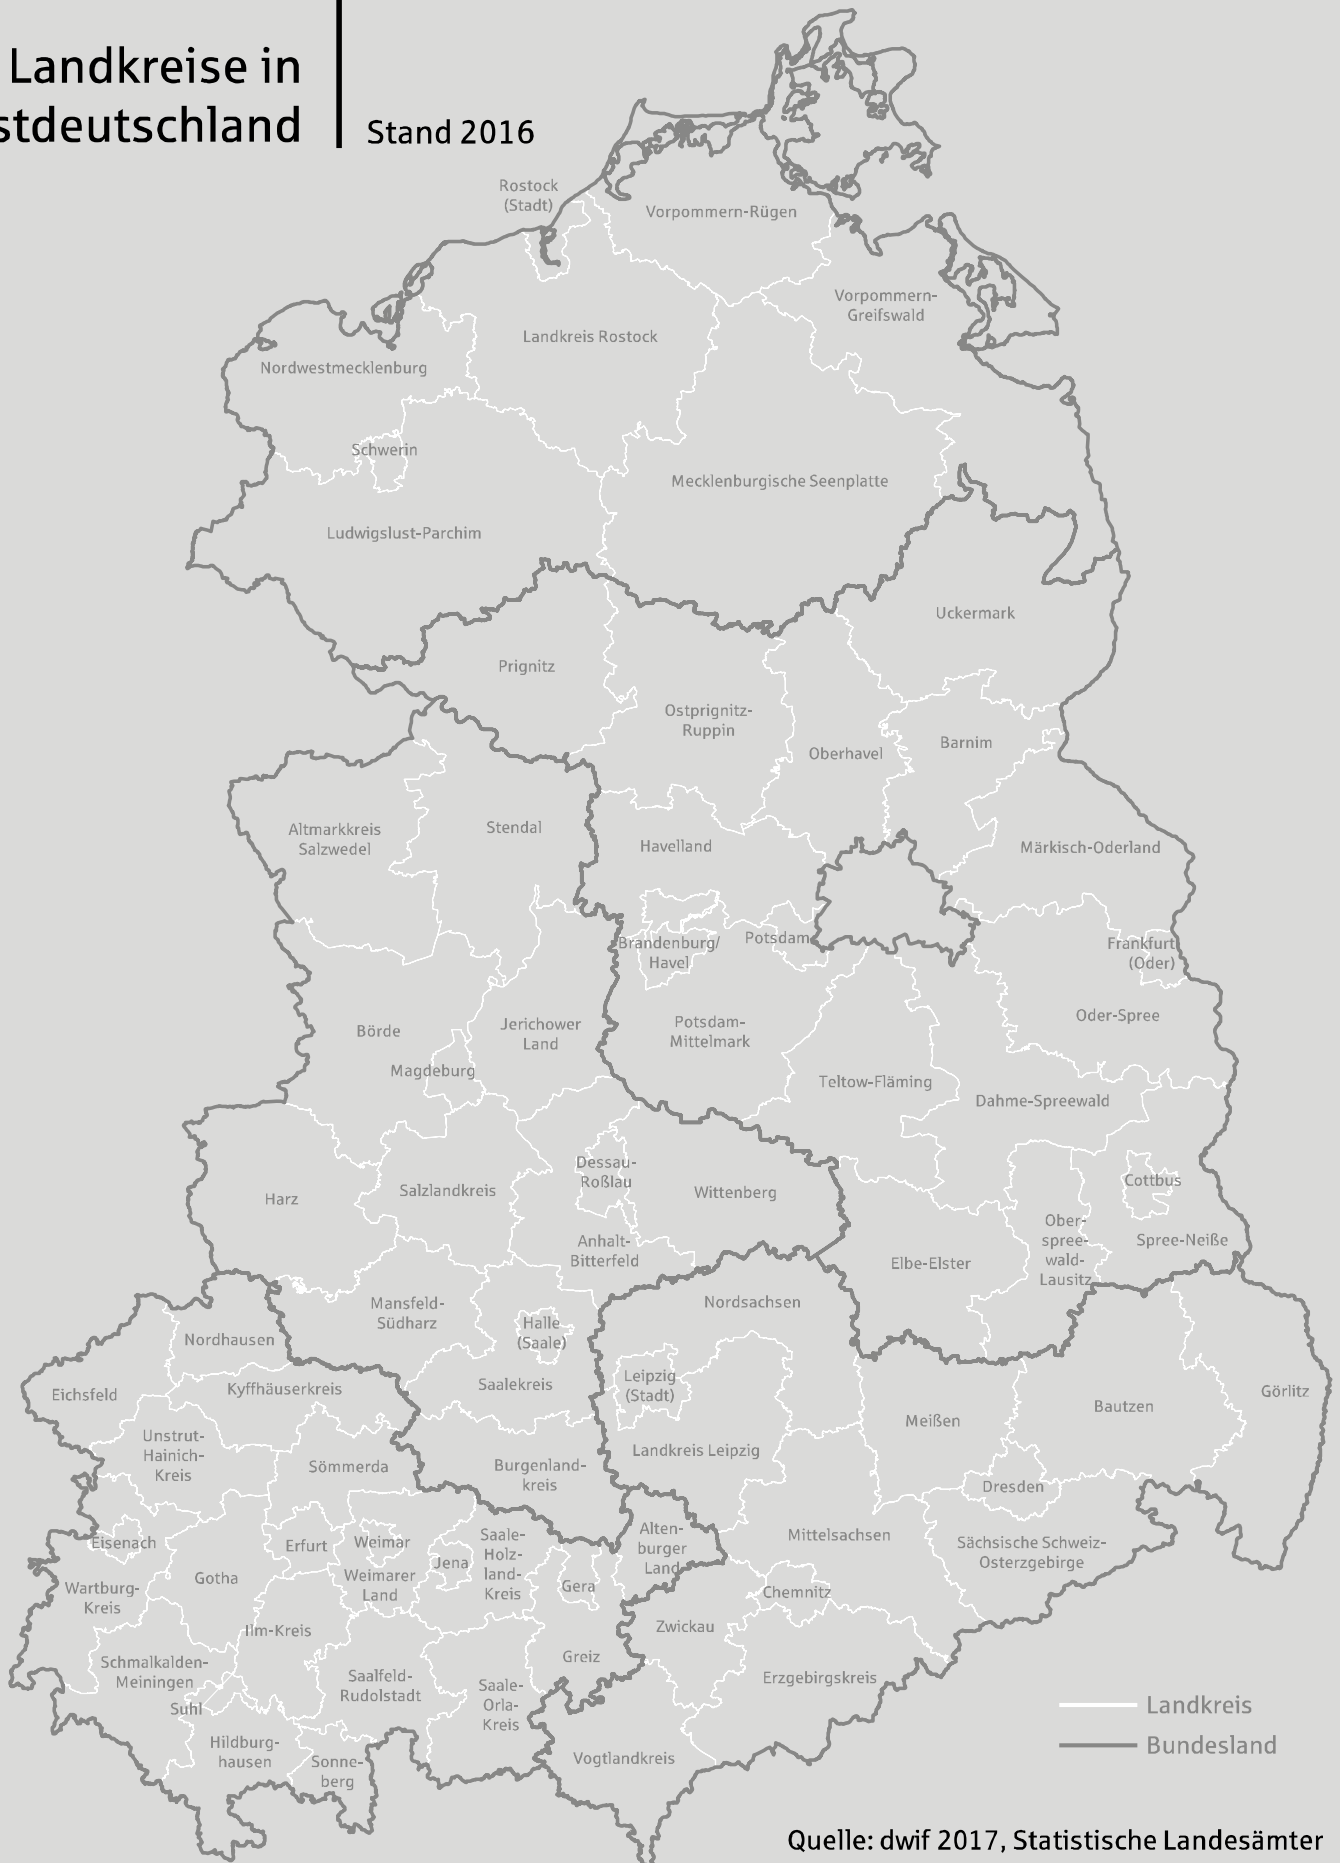 Landkreise in
stdeutschland
Stand 2016
Rostock
(Stadt)
Vorpommern-Rügen
Vorpommern-
Greifswald
Landkreis Rostock
Nordwestmecklenburg
Schwerin
Mecklenburgische Seenplatte
Ludwigslust-Parchim
Uckermark
Prignitz
Ostprignitz-
Ruppin
Oberhavel
Barnim
Altmarkkreis
Salzwedel
Stendal
Havelland
Märkisch-Oderland
Brandenburg/
Havel
Potsdam
Frankfurt
(Oder)
Börde
Jerichower
Land
Potsdam-
Mittelmark
Oder-Spree
Magdeburg
Teltow-Fläming
Dahme-Spreewald
Harz
Salzlandkreis
Dessau-
Roßlau
Wittenberg
Cottbus
Anhalt-
Bitterfeld
Ober-
spree-
wald-
Lausitz
Spree-Neiße
Elbe-Elster
Mansfeld-
Südharz
Halle
(Saale)
Nordsachsen
Nordhausen
Eichsfeld
Kyffhäuserkreis
Saalekreis
Leipzig
(Stadt)
Meißen
Bautzen
Görlitz
Unstrut-
Hainich-
Kreis
Sömmerda
Burgenland-
kreis
Landkreis Leipzig
Dresden
Eisenach
Erfurt
Weimar
Jena
Saale-
Holz-
land-
Kreis
Alten-
burger
Land
Mittelsachsen
Sächsische Schweiz-
Osterzgebirge
Wartburg-
Kreis
Gotha
Weimarer
Land
Gera
Chemnitz
Ilm-Kreis
Zwickau
Schmalkalden-
Meiningen
Suhl
Saalfeld-
Rudolstadt
Saale-
Orla-
Kreis
Greiz
Erzgebirgskreis
Hildburg-
hausen
Sonne-
berg
Vogtlandkreis
Landkreis
Bundesland
Quelle: dwif 2017, Statistische Landesämter